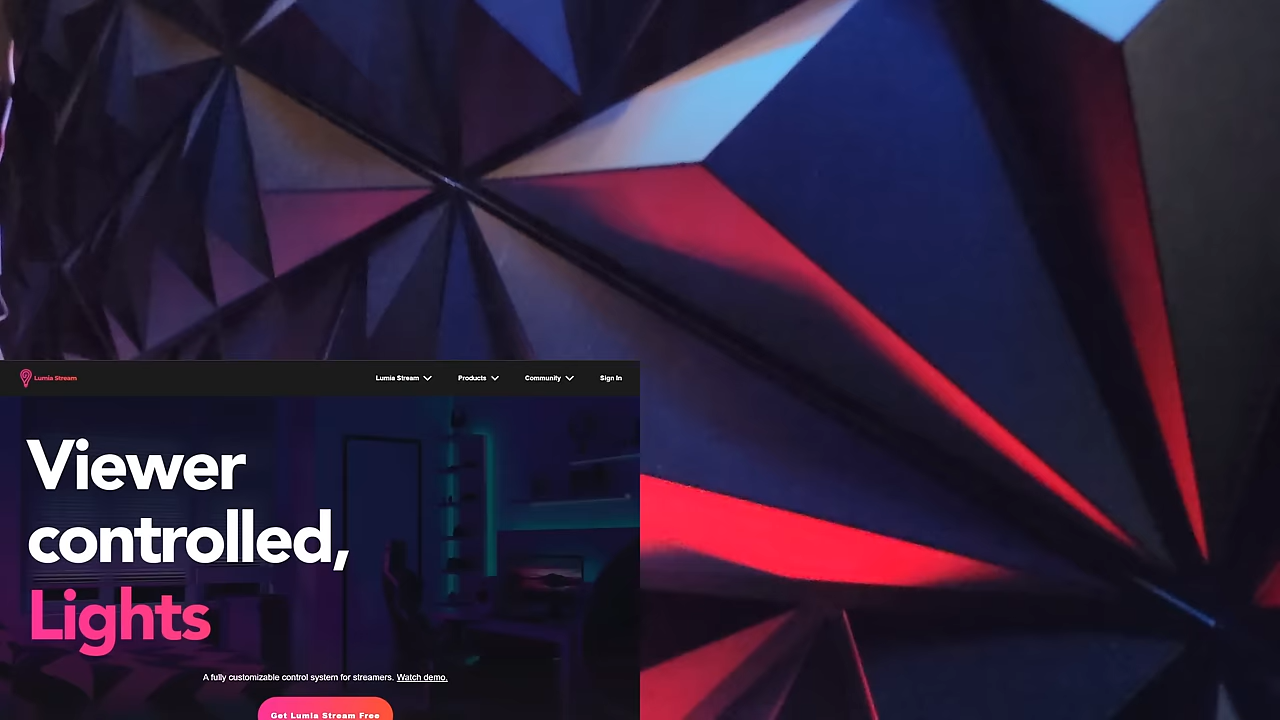 Lumia Stream
Lumia Stream Products Community Sign In
Viewer
controlled,
Lights
A fully customizable control system for streamers. Watch demo.
Get Lumia Stream Free